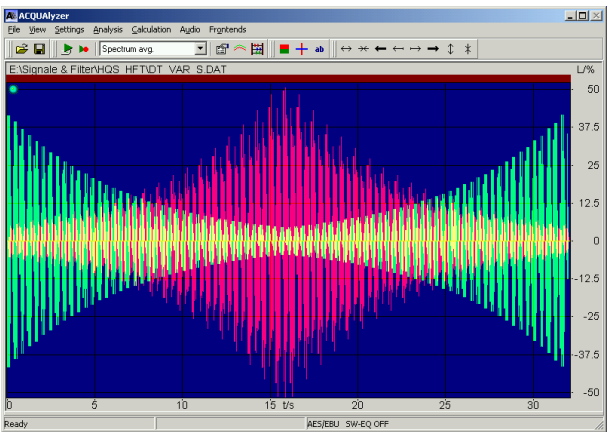 ACQUAlyzer
File View Settings Analysis Calculation Audio Frontends
Spectrum avg. ab
E:\Signale & Filter\HQS_HFT\DT_VAR_S.DAT L/%
50
37.5
25
12.5
0
-12.5
-25
-37.5
-50
0 5 10 15 t/s 20 25 30
Ready AES/EBU SW-EQ OFF